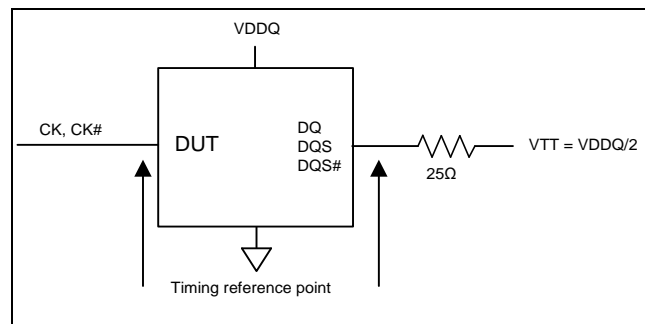 VDDQ
CK, CK#
DUT
DQ
DQS
DQS#
VTT = VDDQ/2
25Ω
Timing reference point